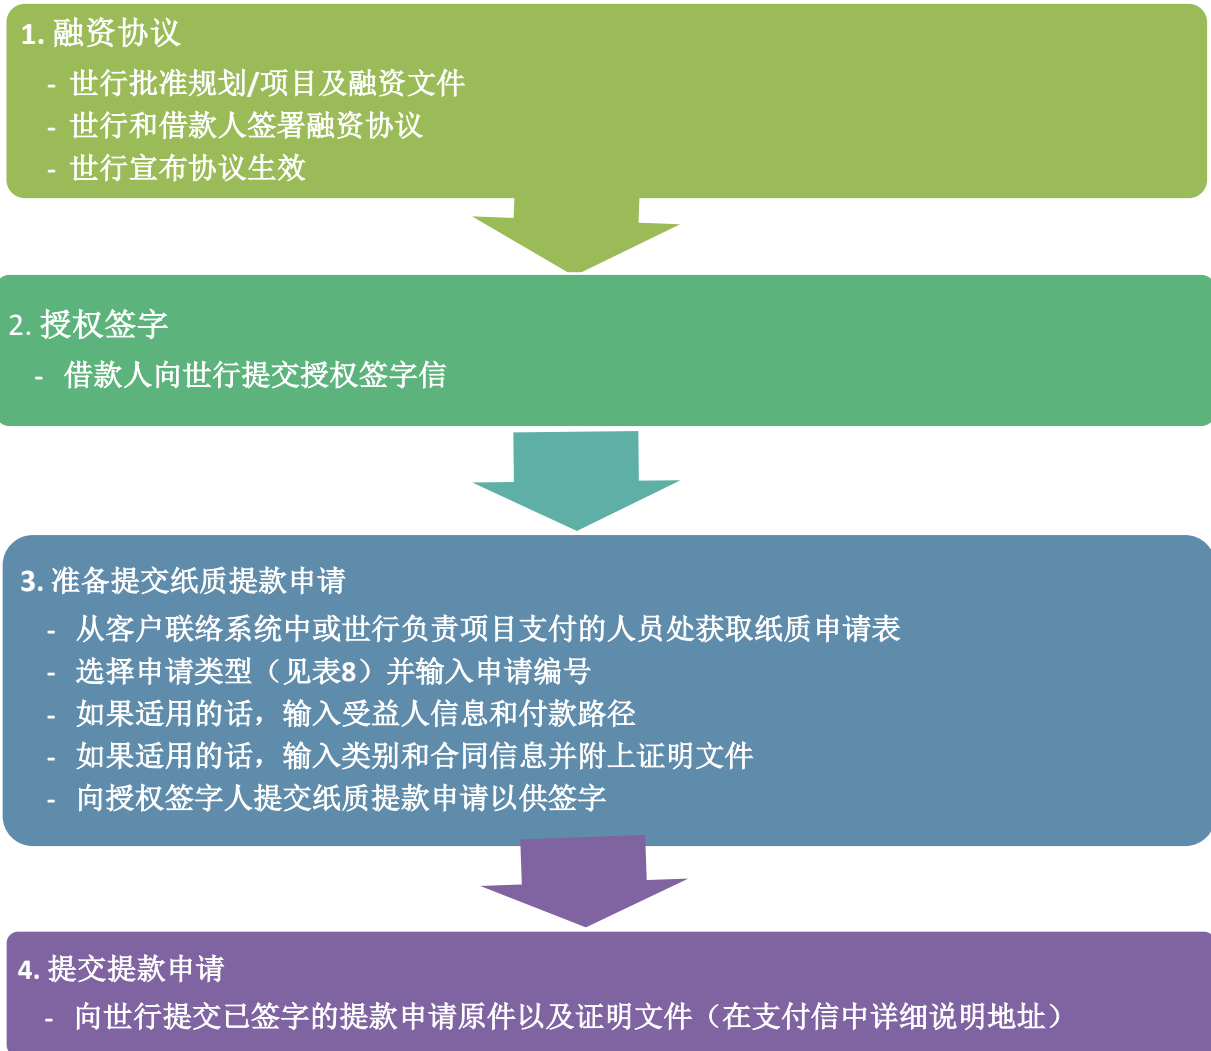 1. 融资协议
- 世行批准规划/项目及融资文件
- 世行和借款人签署融资协议
- 世行宣布协议生效
2. 授权签字
- 借款人向世行提交授权签字信
3. 准备提交纸质提款申请
- 从客户联络系统中或世行负责项目支付的人员处获取纸质申请表
- 选择申请类型（见表8）并输入申请编号
- 如果适用的话，输入受益人信息和付款路径
- 如果适用的话，输入类别和合同信息并附上证明文件
- 向授权签字人提交纸质提款申请以供签字
4. 提交提款申请
- 向世行提交已签字的提款申请原件以及证明文件（在支付信中详细说明地址）